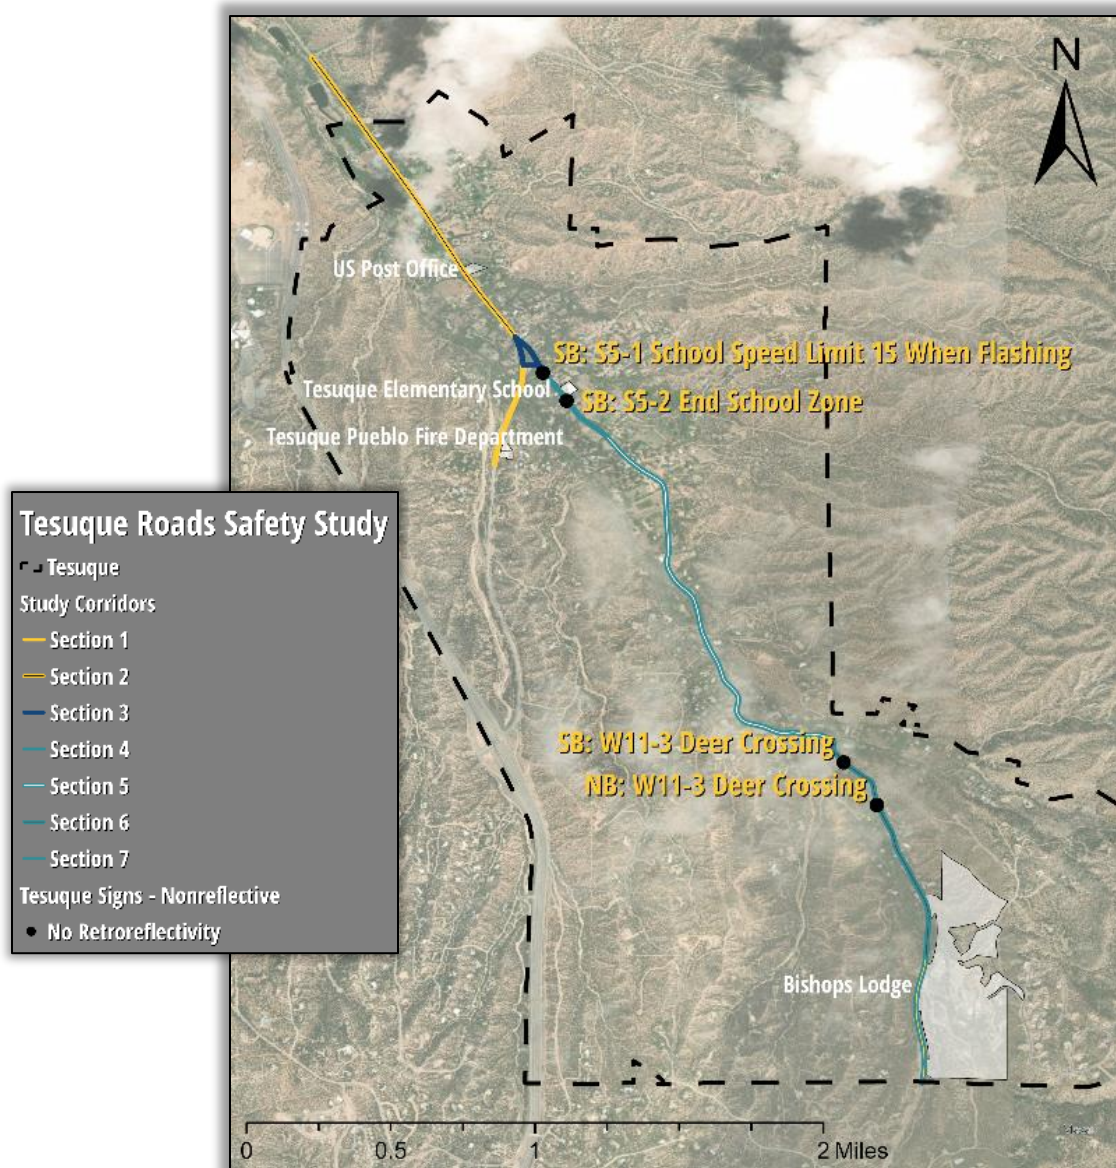 N
US Post Office
SB: S5-1 School Speed Limit 15 When Flashing
Tesuque Elementary School
SB: S5-2 End School Zone
Tesuque Pueblo Fire Department
Tesuque Roads Safety Study
Tesuque
Study Corridors
Section 1
Section 2
Section 3
Section 4
Section 5
Section 6
Section 7
Tesuque Signs - Nonreflective
No Retroreflectivity
SB: W11-3 Deer Crossing
NB: W11-3 Deer Crossing
Bishops Lodge
0 0.5 1 2 Miles